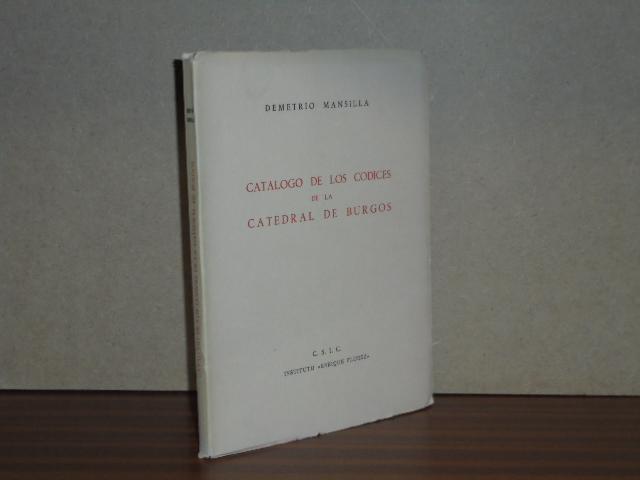 DEMETRIO MANSILLA
CATALOGO DE LOS CODICES
DE LA
CATEDRAL DE BURGOS
C. S. I. C.
INSTITUTO «ENRIQUE FLOREZ»